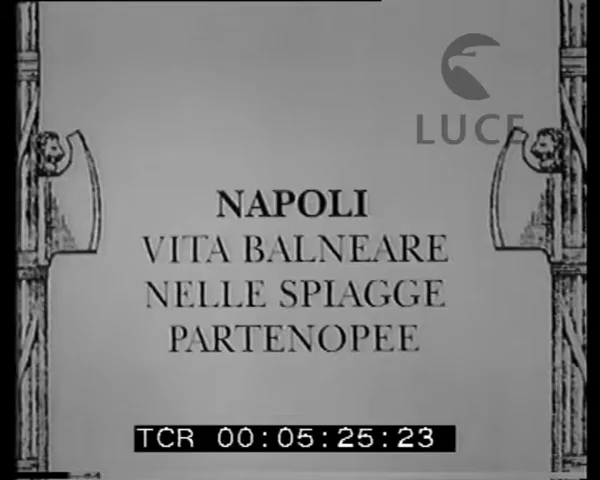 LUCE
NAPOLI
VITA BALNEARE
NELLE SPIAGGE
PARTENOPEE
TCR 00:05:25:23